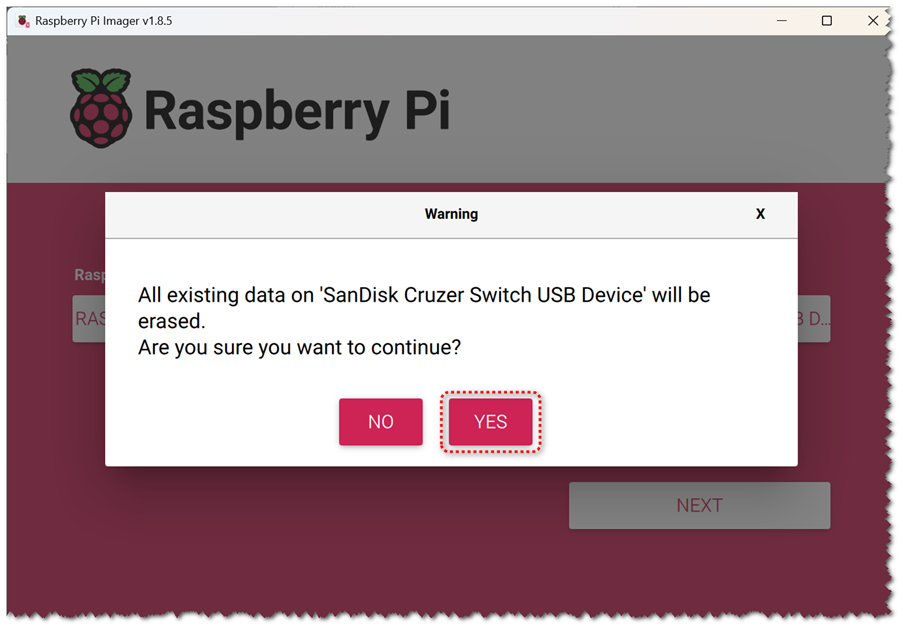 Raspberry Pi Imager v1.8.5
Raspberry Pi
Warning
X
Rasp
All existing data on 'SanDisk Cruzer Switch USB Device' will be
erased.
Are you sure you want to continue?
RAS
B D...
NO
YES
NEXT